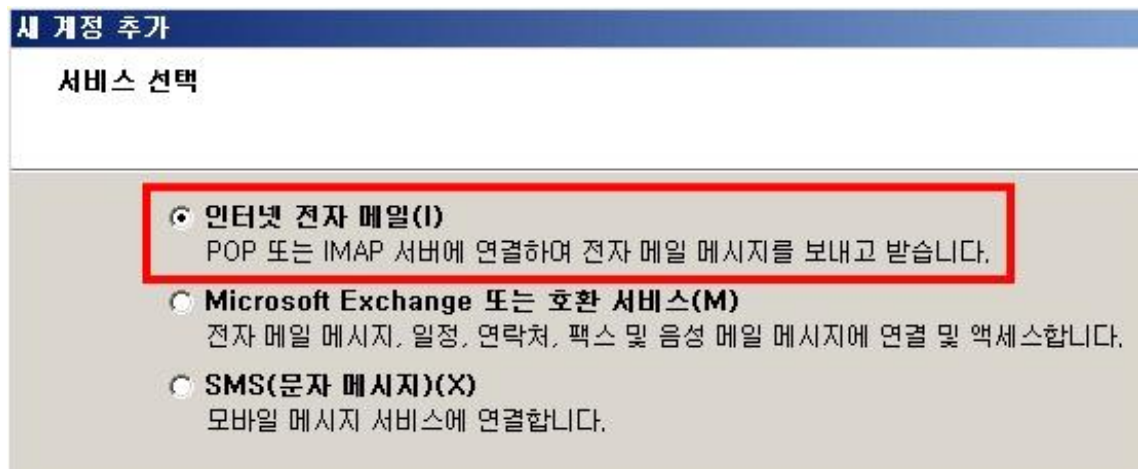 새 계정 추가
서비스 선택
인터넷 전자 메일(I)
POP 또는 IMAP 서버에 연결하여 전자 메일 메시지를 보내고 받습니다.
Microsoft Exchange 또는 호환 서비스(M)
전자 메일 메시지, 일정, 연락처, 팩스 및 음성 메일 메시지에 연결 및 액세스합니다.
SMS(문자 메시지)(X)
모바일 메시지 서비스에 연결합니다.